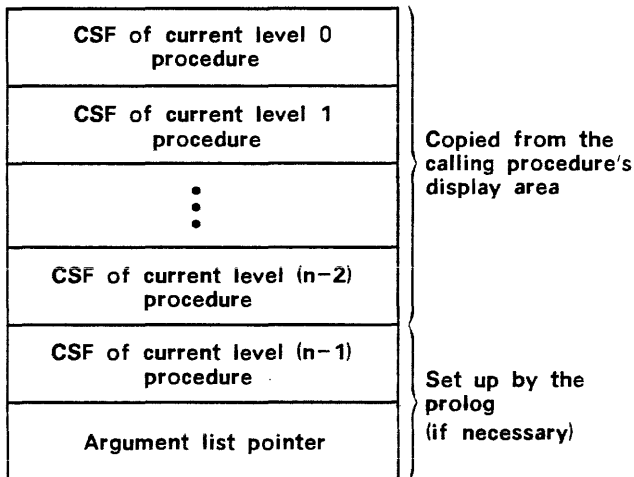 CSF of current level 0
procedure
CSF of current level 1
procedure
CSF of current level (n-2)
procedure
CSF of current level (n-1)
procedure
Argument list pointer
Copied from the
calling procedure's
display area
Set up by the
prolog
(if necessary)